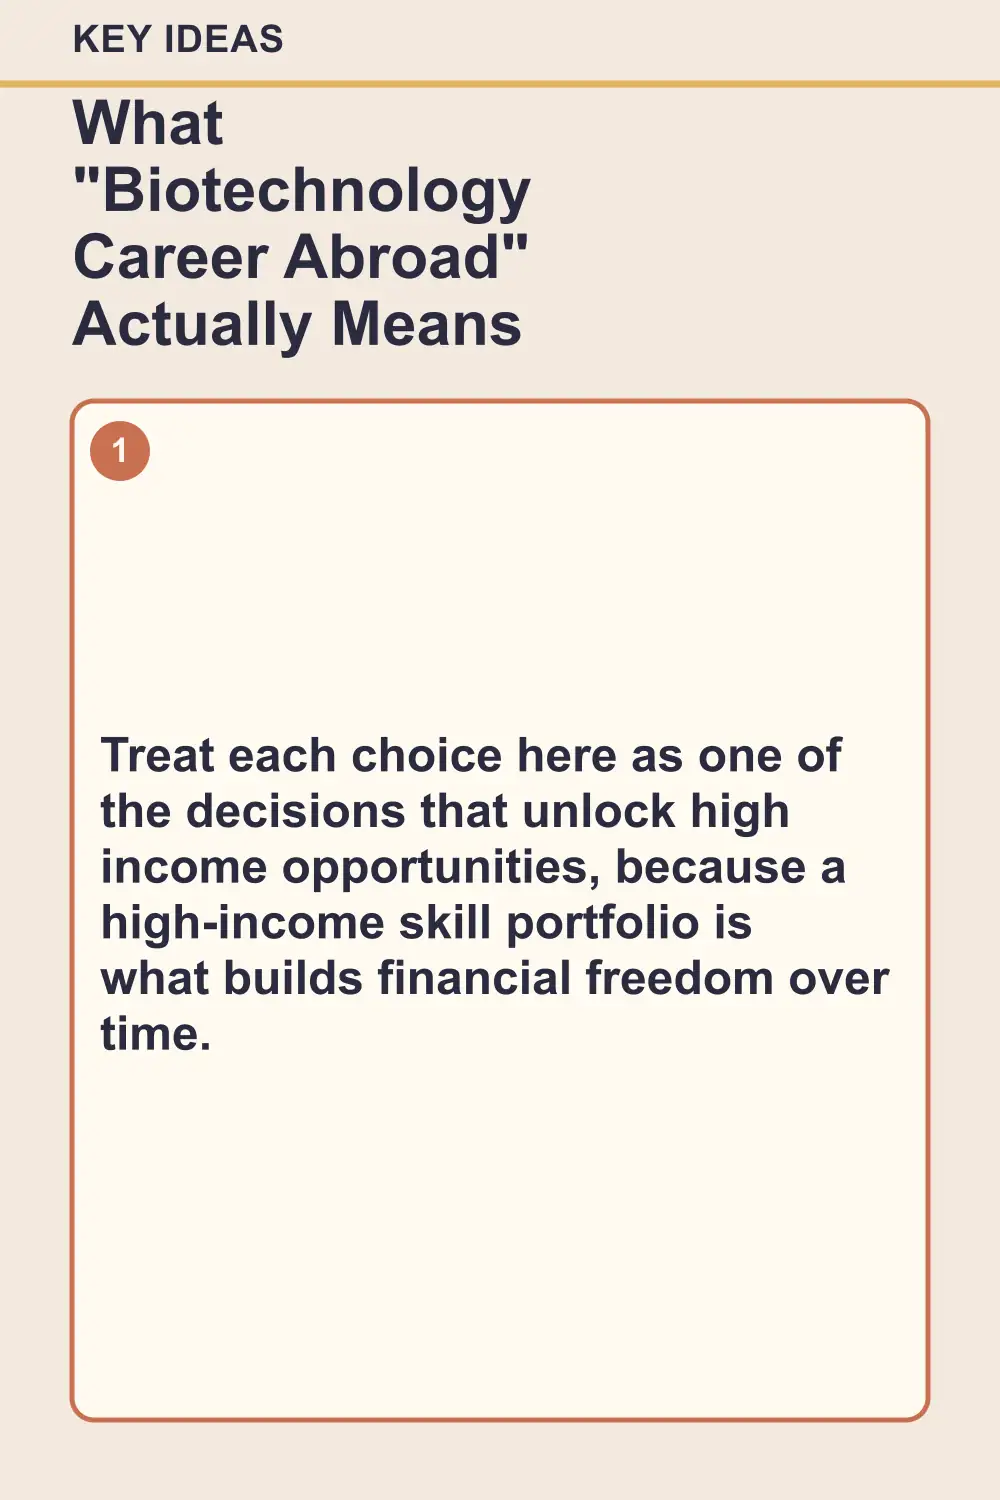 KEY IDEAS
What
"Biotechnology
Career Abroad"
Actually Means
1
Treat each choice here as one of
the decisions that unlock high
income opportunities, because a
high-income skill portfolio is
what builds financial freedom over
time.